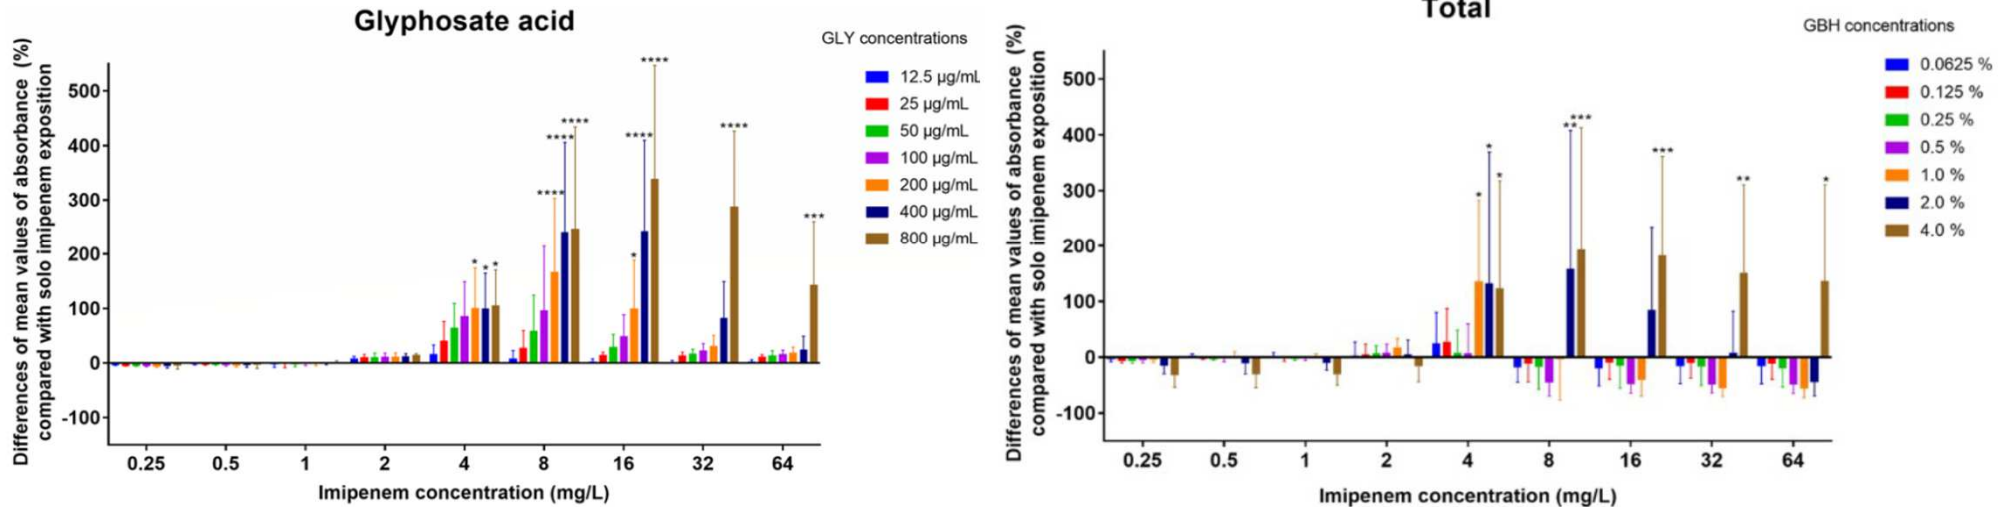 Glyphosate acid
Differences of mean values of absorbance (%)
compared with solo imipenem exposition
500
400
300
200
100
0
-100
****
****
****
****
****
****
***
*
*
*
*
0.25 0.5 1 2 4 8 16 32 64
Imipenem concentration (mg/L)
GLY concentrations
12.5 µg/mL
25 µg/mL
50 µg/mL
100 µg/mL
200 µg/mL
400 µg/mL
800 µg/mL
Total
Differences of mean values of absorbance (%)
compared with solo imipenem exposition
500
400
300
200
100
0
-100
***
**
*
***
*
*
**
*
0.25 0.5 1 2 4 8 16 32 64
Imipenem concentration (mg/L)
GBH concentrations
0.0625 %
0.125 %
0.25 %
0.5 %
1.0 %
2.0 %
4.0 %